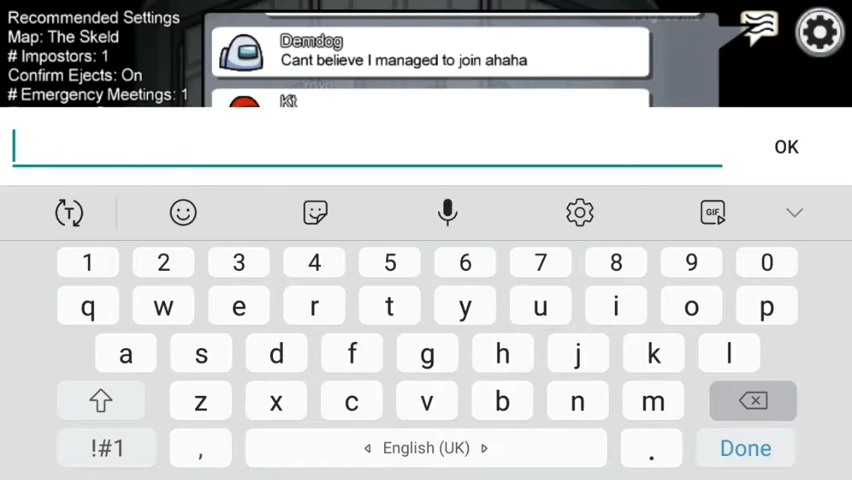 Recommended Settings
Map: The Skeld
# Impostors: 1
Confirm Ejects: On
# Emergency Meetings: 1
Demdog
Cant believe I managed to join ahaha
Kt
OK
T
GIF
1 2 3 4 5 6 7 8 9 0
q w e r t y u i o p
a s d f g h j k l
z x c v b n m
!#1 , English (UK) . Done